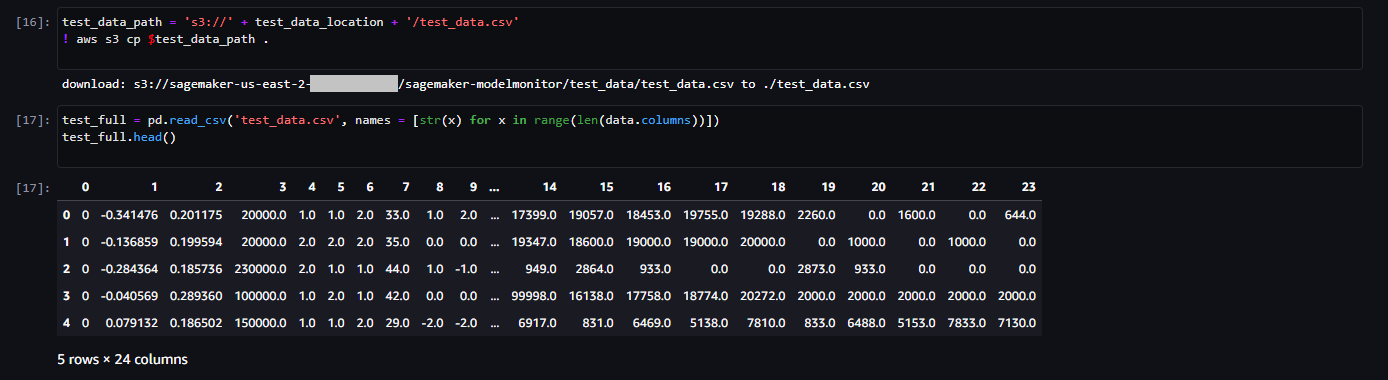 [16]: test_data_path = 's3://' + test_data_location + '/test_data.csv'
! aws s3 cp $test_data_path .
download: s3://sagemaker-us-east-2- /sagemaker-modelmonitor/test_data/test_data.csv to ./test_data.csv
[17]: test_full = pd.read_csv('test_data.csv', names = [str(x) for x in range(len(data.columns))])
test_full.head()
[17]: 0 1 2 3 4 5 6 7 8 9 ... 14 15 16 17 18 19 20 21 22 23
0 0 -0.341476 0.201175 20000.0 1.0 1.0 2.0 33.0 1.0 2.0 ... 17399.0 19057.0 18453.0 19755.0 19288.0 2260.0 0.0 1600.0 0.0 644.0
1 0 -0.136859 0.199594 20000.0 2.0 2.0 2.0 35.0 0.0 0.0 ... 19347.0 18600.0 19000.0 19000.0 20000.0 0.0 1000.0 0.0 1000.0 0.0
2 0 -0.284364 0.185736 230000.0 2.0 1.0 1.0 44.0 1.0 -1.0 ... 949.0 2864.0 933.0 0.0 0.0 2873.0 933.0 0.0 0.0 0.0
3 0 -0.040569 0.289360 100000.0 1.0 2.0 1.0 42.0 0.0 0.0 ... 99998.0 16138.0 17758.0 18774.0 20272.0 2000.0 2000.0 2000.0 2000.0 2000.0
4 0 0.079132 0.186502 150000.0 1.0 1.0 2.0 29.0 -2.0 -2.0 ... 6917.0 831.0 6469.0 5138.0 7810.0 833.0 6488.0 5153.0 7833.0 7130.0
5 rows × 24 columns